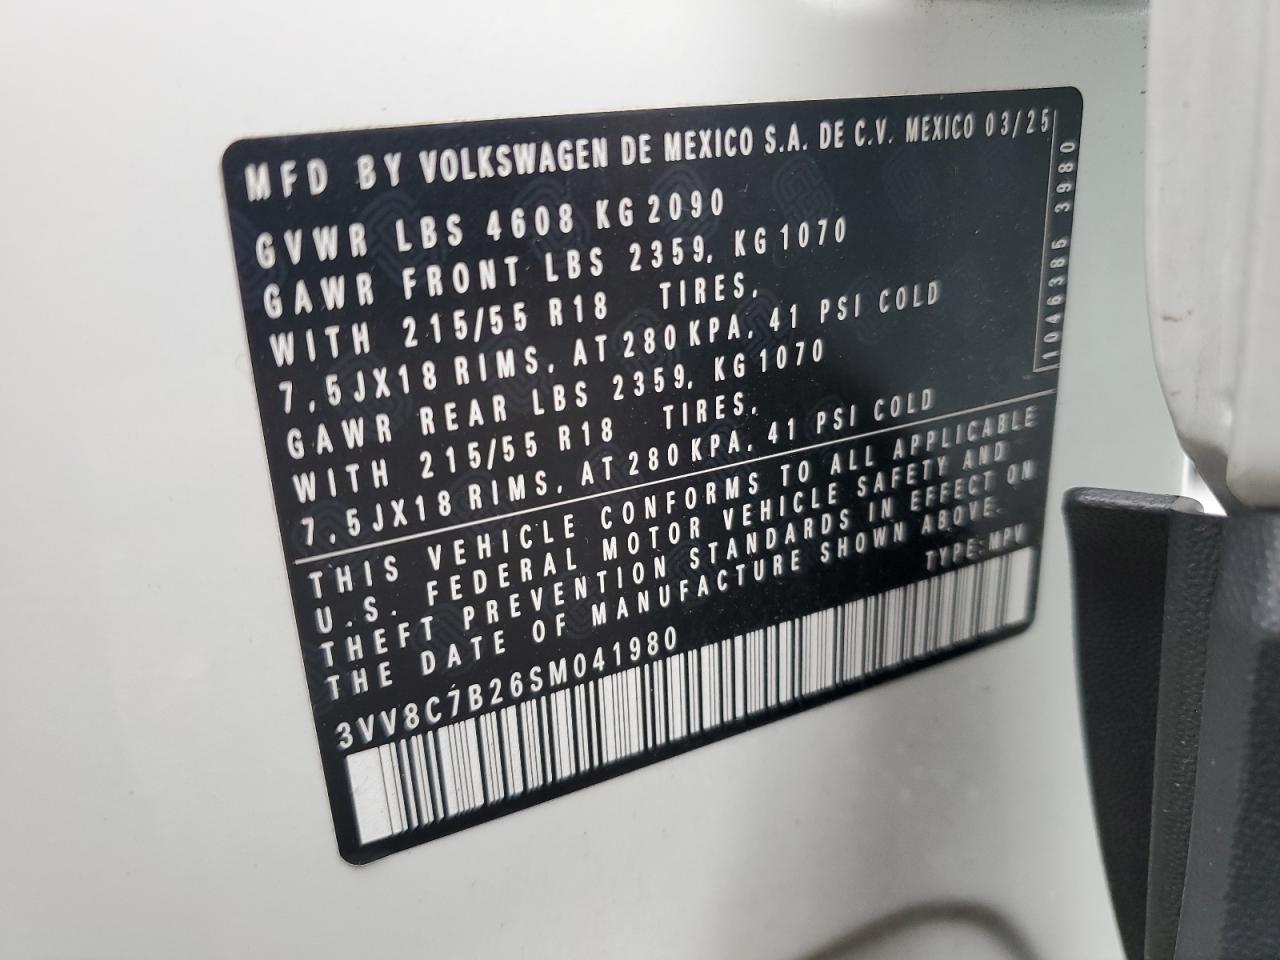 MFD BY VOLKSWAGEN DE MEXICO S.A. DE C.V. MEXICO 03/25
GVWR LBS 4608 KG 2090
GAWR FRONT LBS 2359, KG 1070
WITH 215/55 R18 TIRES,
7,5JX18 RIMS, AT 280 KPA, 41 PSI COLD
GAWR REAR LBS 2359, KG 1070
WITH 215/55 R18 TIRES,
7,5JX18 RIMS, AT 280 KPA, 41 PSI COLD
THIS VEHICLE CONFORMS TO ALL APPLICABLE
U.S. FEDERAL MOTOR VEHICLE SAFETY AND
THEFT PREVENTION STANDARDS IN EFFECT ON
THE DATE OF MANUFACTURE SHOWN ABOVE.
3VV8C7B26SM041980 TYPE:MPV
1046385 3980